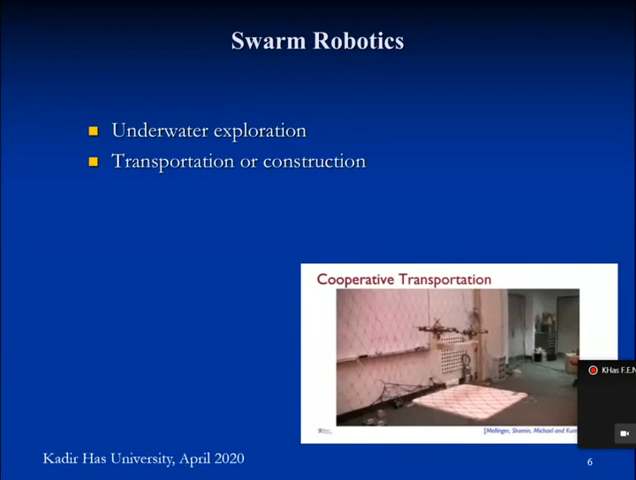 Swarm Robotics
Underwater exploration
Transportation or construction
Cooperative Transportation
KHas F.E.N
[Mellinger, Shomin, Michael and Kum
Kadir Has University, April 2020
6